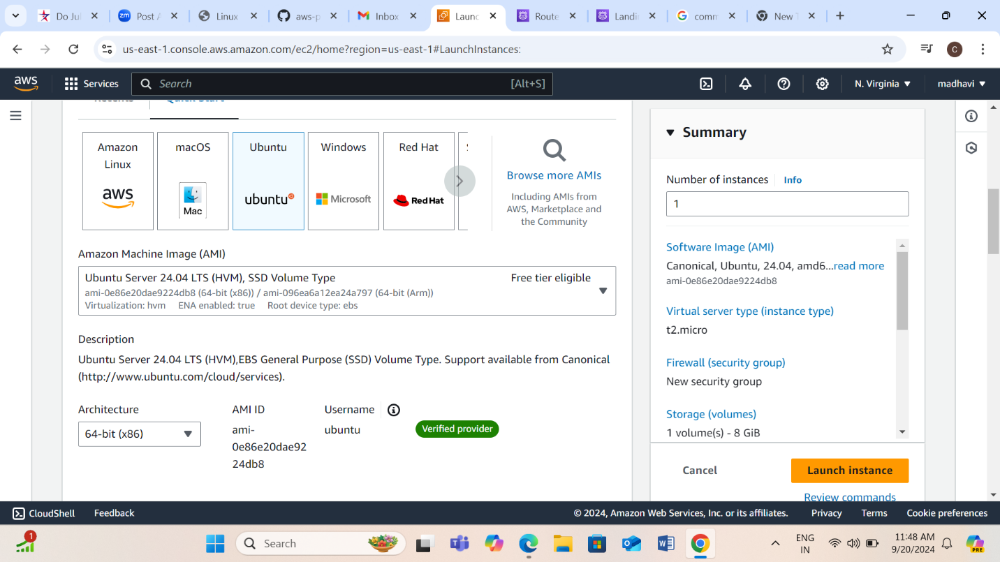 Do Jul
Post A
Linux
aws-p
Inbox
Launc
Route
Landi
comm
New T
us-east-1.console.aws.amazon.com/ec2/home?region=us-east-1#LaunchInstances:
C
aws
Services
Search
[Alt+S]
N. Virginia
madhavi
Recents
Quick Start
Amazon
Linux
aws
macOS
Mac
Ubuntu
ubuntu
Windows
Microsoft
Red Hat
Red Hat
Browse more AMIs
Including AMIs from
AWS, Marketplace and
the Community
Amazon Machine Image (AMI)
Ubuntu Server 24.04 LTS (HVM), SSD Volume Type
Free tier eligible
ami-0e86e20dae9224db8 (64-bit (x86)) / ami-096ea6a12ea24a797 (64-bit (Arm))
Virtualization: hvm ENA enabled: true Root device type: ebs
Description
Ubuntu Server 24.04 LTS (HVM),EBS General Purpose (SSD) Volume Type. Support available from Canonical
(http://www.ubuntu.com/cloud/services).
Architecture
64-bit (x86)
AMI ID
ami-
0e86e20dae92
24db8
Username
ubuntu
Verified provider
Summary
Number of instances
Info
1
Software Image (AMI)
Canonical, Ubuntu, 24.04, amd6...read more
ami-0e86e20dae9224db8
Virtual server type (instance type)
t2.micro
Firewall (security group)
New security group
Storage (volumes)
1 volume(s) - 8 GiB
Cancel
Launch instance
Review commands
CloudShell
Feedback
© 2024, Amazon Web Services, Inc. or its affiliates.
Privacy
Terms
Cookie preferences
1
Search
ENG
IN
11:48 AM
9/20/2024
PRE